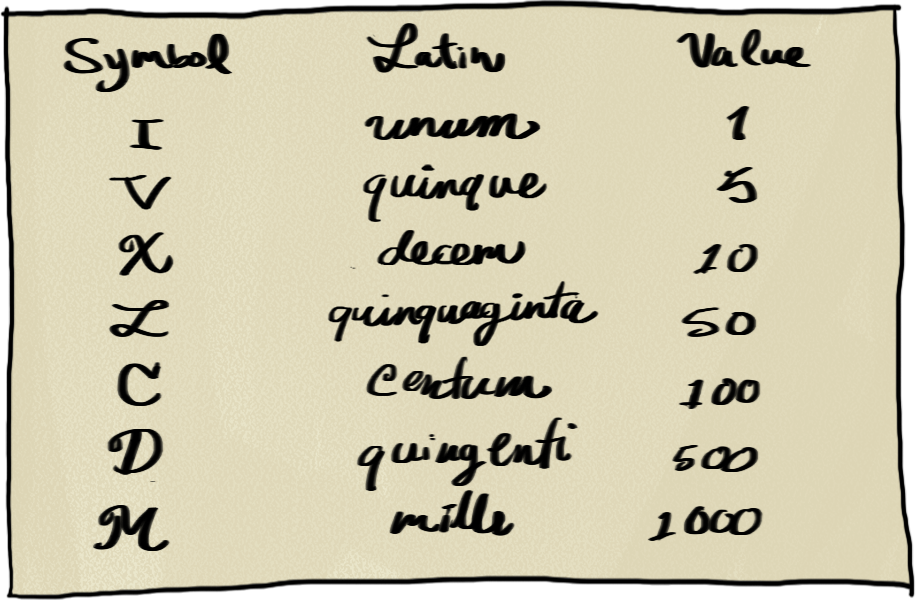 Symbol Latin Value
I unum 1
V quinque 5
X decem 10
L quinquaginta 50
C Centum 100
D quingenti 500
M mille 1000